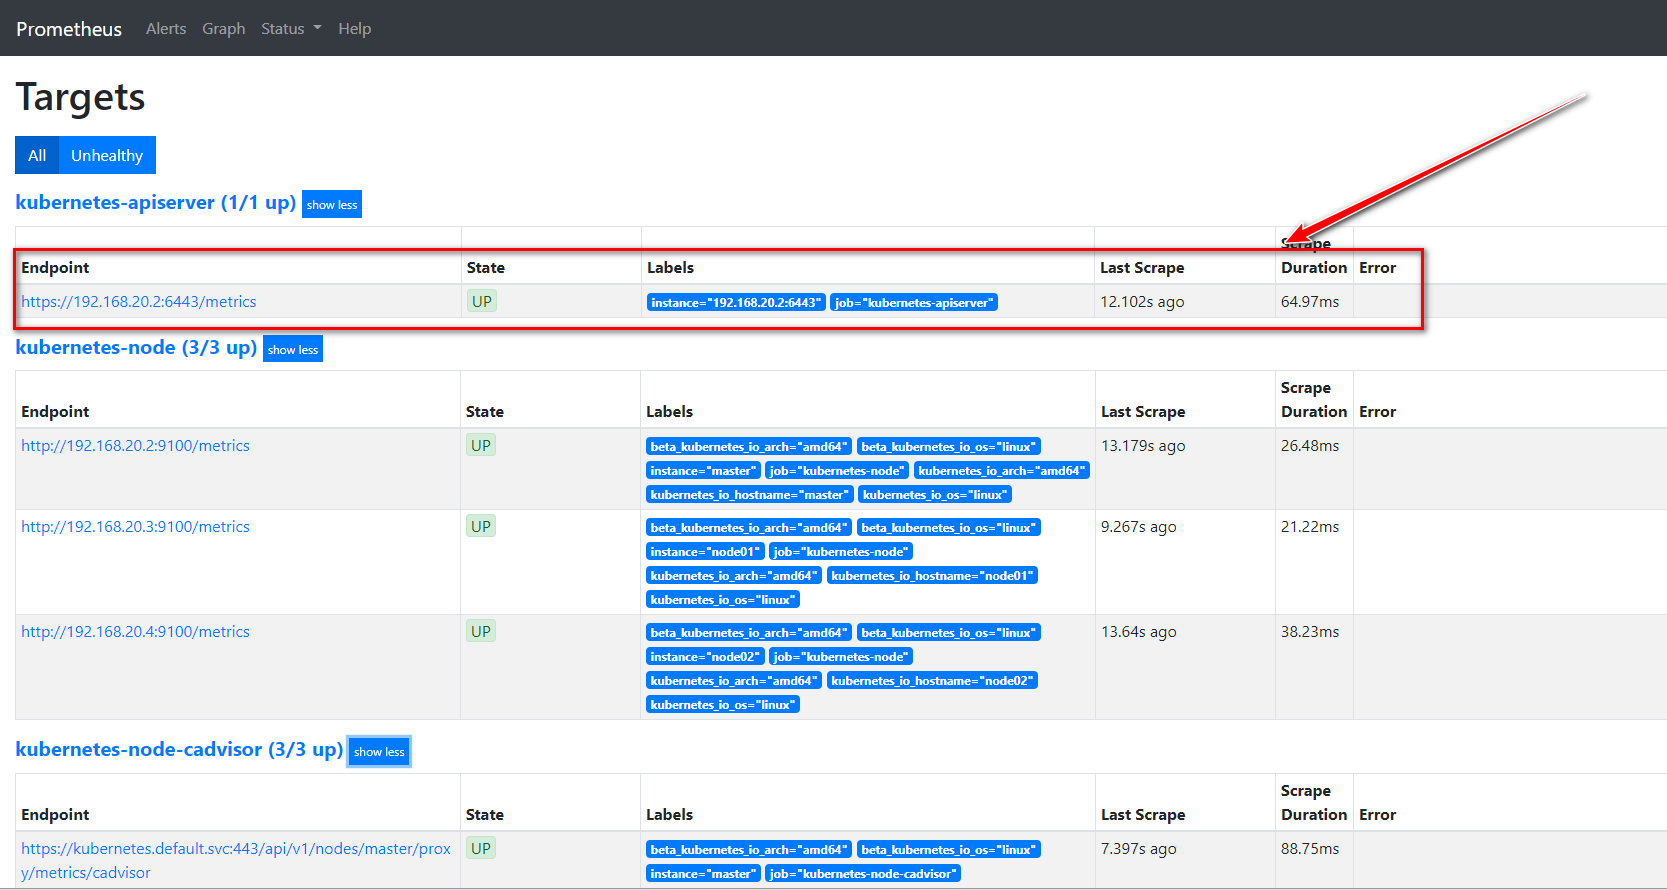 Prometheus Alerts Graph Status Help
Targets
All Unhealthy
kubernetes-apiserver (1/1 up) show less
Endpoint State Labels Last Scrape Scrape Duration Error
https://192.168.20.2:6443/metrics UP instance="192.168.20.2:6443" job="kubernetes-apiserver" 12.102s ago 64.97ms
kubernetes-node (3/3 up) show less
Endpoint State Labels Last Scrape Scrape Duration Error
http://192.168.20.2:9100/metrics UP beta_kubernetes_io_arch="amd64" beta_kubernetes_io_os="linux" 13.179s ago 26.48ms
instance="master" job="kubernetes-node" kubernetes_io_arch="amd64"
kubernetes_io_hostname="master" kubernetes_io_os="linux"
http://192.168.20.3:9100/metrics UP beta_kubernetes_io_arch="amd64" beta_kubernetes_io_os="linux" 9.267s ago 21.22ms
instance="node01" job="kubernetes-node"
kubernetes_io_arch="amd64" kubernetes_io_hostname="node01"
kubernetes_io_os="linux"
http://192.168.20.4:9100/metrics UP beta_kubernetes_io_arch="amd64" beta_kubernetes_io_os="linux" 13.64s ago 38.23ms
instance="node02" job="kubernetes-node"
kubernetes_io_arch="amd64" kubernetes_io_hostname="node02"
kubernetes_io_os="linux"
kubernetes-node-cadvisor (3/3 up) show less
Endpoint State Labels Last Scrape Scrape Duration Error
https://kubernetes.default.svc:443/api/v1/nodes/master/prox UP beta_kubernetes_io_arch="amd64" beta_kubernetes_io_os="linux" 7.397s ago 88.75ms
y/metrics/cadvisor instance="master" job="kubernetes-node-cadvisor"